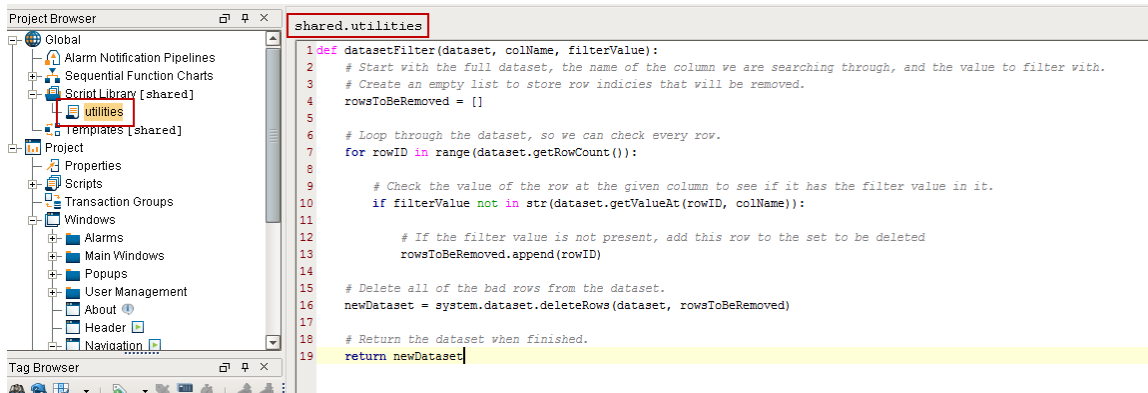 Project Browser
Global
Alarm Notification Pipelines
Sequential Function Charts
Script Library [shared]
utilities
Templates [shared]
Project
Properties
Scripts
Transaction Groups
Windows
Alarms
Main Windows
Popups
User Management
About
Header
Navigation
Tag Browser
shared.utilities
1 def datasetFilter(dataset, colName, filterValue):
2 # Start with the full dataset, the name of the column we are searching through, and the value to filter with.
3 # Create an empty list to store row indicies that will be removed.
4 rowsToBeRemoved = []
5
6 # Loop through the dataset, so we can check every row.
7 for rowID in range(dataset.getRowCount()):
8
9 # Check the value of the row at the given column to see if it has the filter value in it.
10 if filterValue not in str(dataset.getValueAt(rowID, colName)):
11
12 # If the filter value is not present, add this row to the set to be deleted
13 rowsToBeRemoved.append(rowID)
14
15 # Delete all of the bad rows from the dataset.
16 newDataset = system.dataset.deleteRows(dataset, rowsToBeRemoved)
17
18 # Return the dataset when finished.
19 return newDataset